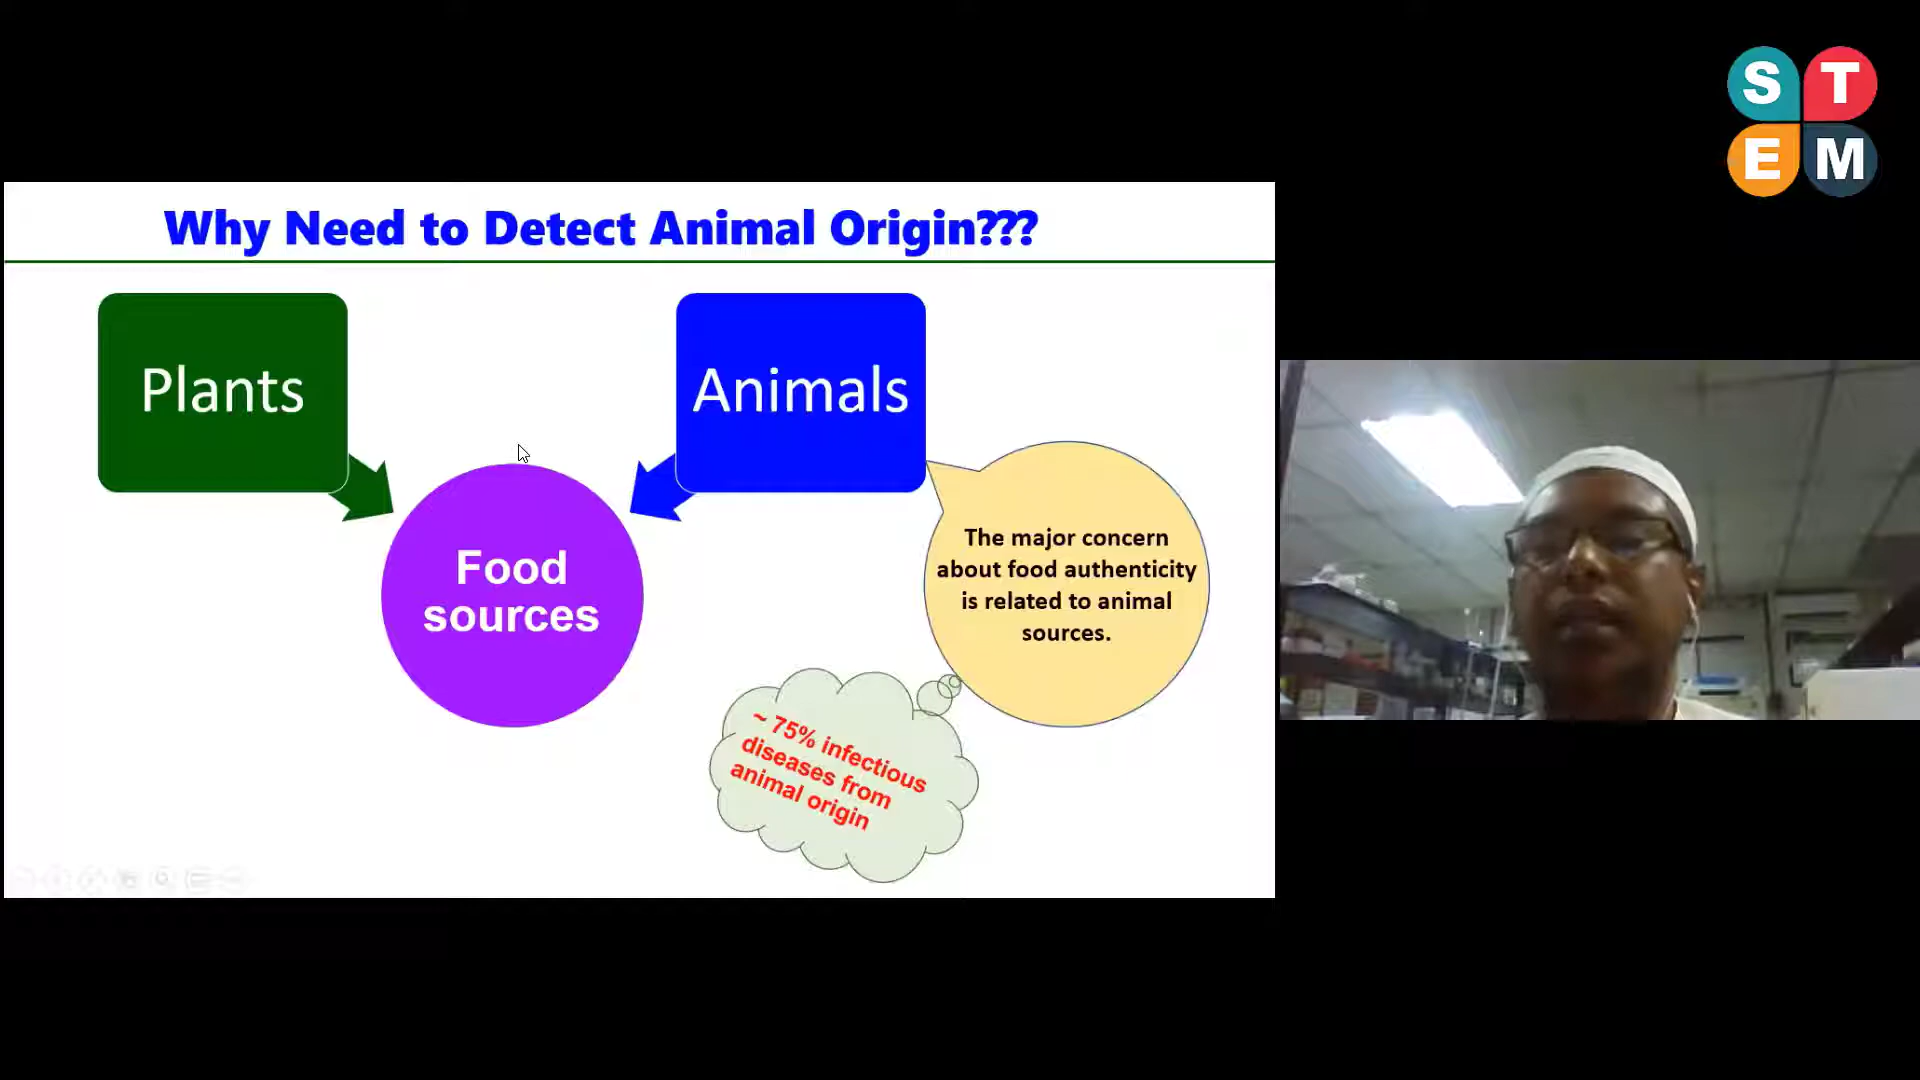 S T
E M
Why Need to Detect Animal Origin???
Plants
Animals
Food
sources
The major concern
about food authenticity
is related to animal
sources.
~ 75% infectious
diseases from
animal origin